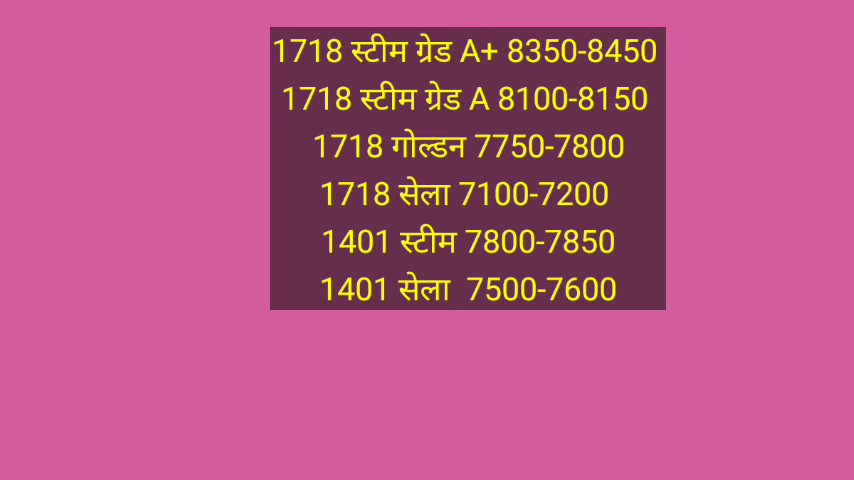 1718 स्टीम ग्रेड A+ 8350-8450
1718 स्टीम ग्रेड A 8100-8150
1718 गोल्डन 7750-7800
1718 सेला 7100-7200
1401 स्टीम 7800-7850
1401 सेला 7500-7600